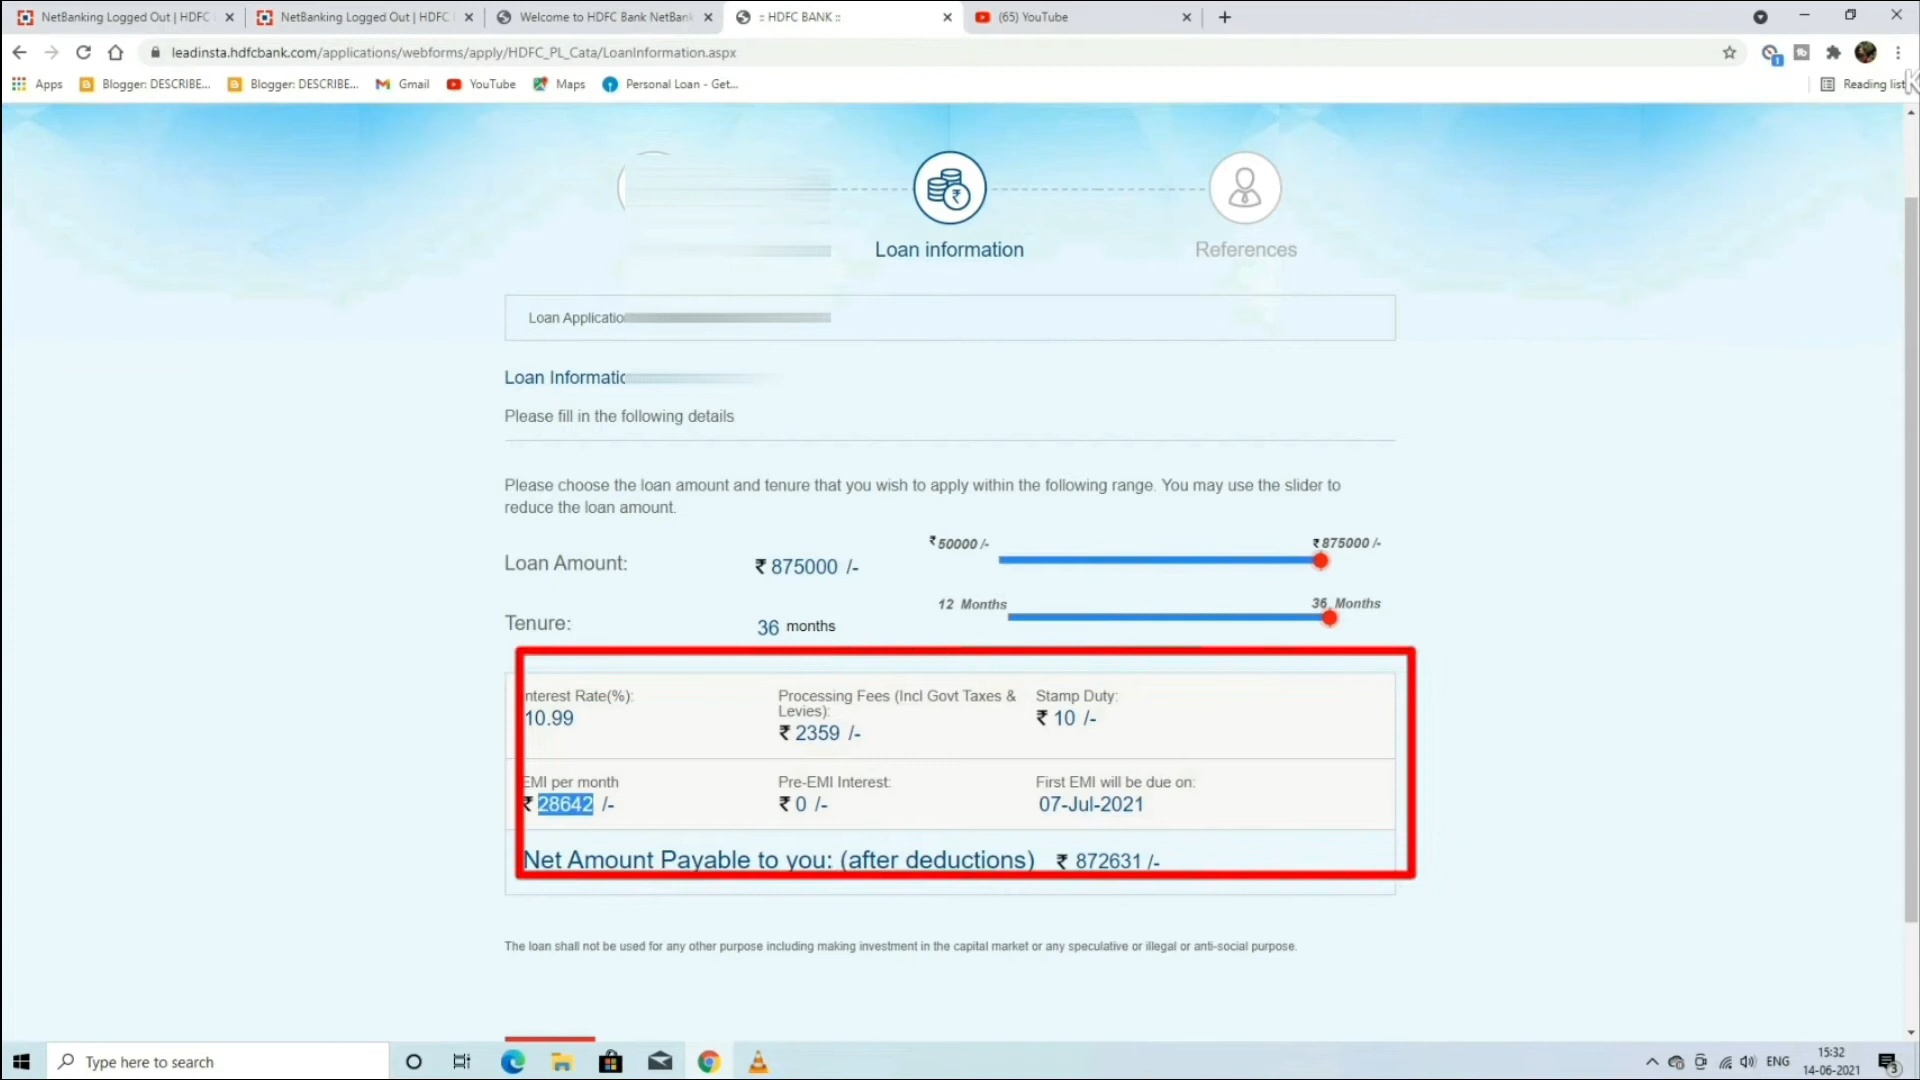 NetBanking Logged Out | HDFC
NetBanking Logged Out | HDFC
Welcome to HDFC Bank NetBank
:: HDFC BANK ::
(65) YouTube
leadinsta.hdfcbank.com/applications/webforms/apply/HDFC_PL_Cata/LoanInformation.aspx
Apps
Blogger: DESCRIBE...
Blogger: DESCRIBE...
Gmail
YouTube
Maps
Personal Loan - Get...
Reading list
Loan information
References
Loan Applicatio
Loan Informatic
Please fill in the following details
Please choose the loan amount and tenure that you wish to apply within the following range. You may use the slider to
reduce the loan amount.
Loan Amount:
₹ 875000 /-
₹ 50000 /-
₹ 875000 /-
Tenure:
36 months
12 Months
36 Months
nterest Rate(%):
10.99
Processing Fees (Incl Govt Taxes &
Levies):
₹ 2359 /-
Stamp Duty:
₹ 10 /-
EMI per month
₹ 28642 /-
Pre-EMI Interest:
₹ 0 /-
First EMI will be due on:
07-Jul-2021
Net Amount Payable to you: (after deductions) ₹ 872631 /-
The loan shall not be used for any other purpose including making investment in the capital market or any speculative or illegal or anti-social purpose.
Type here to search
ENG
15:32
14-06-2021
3